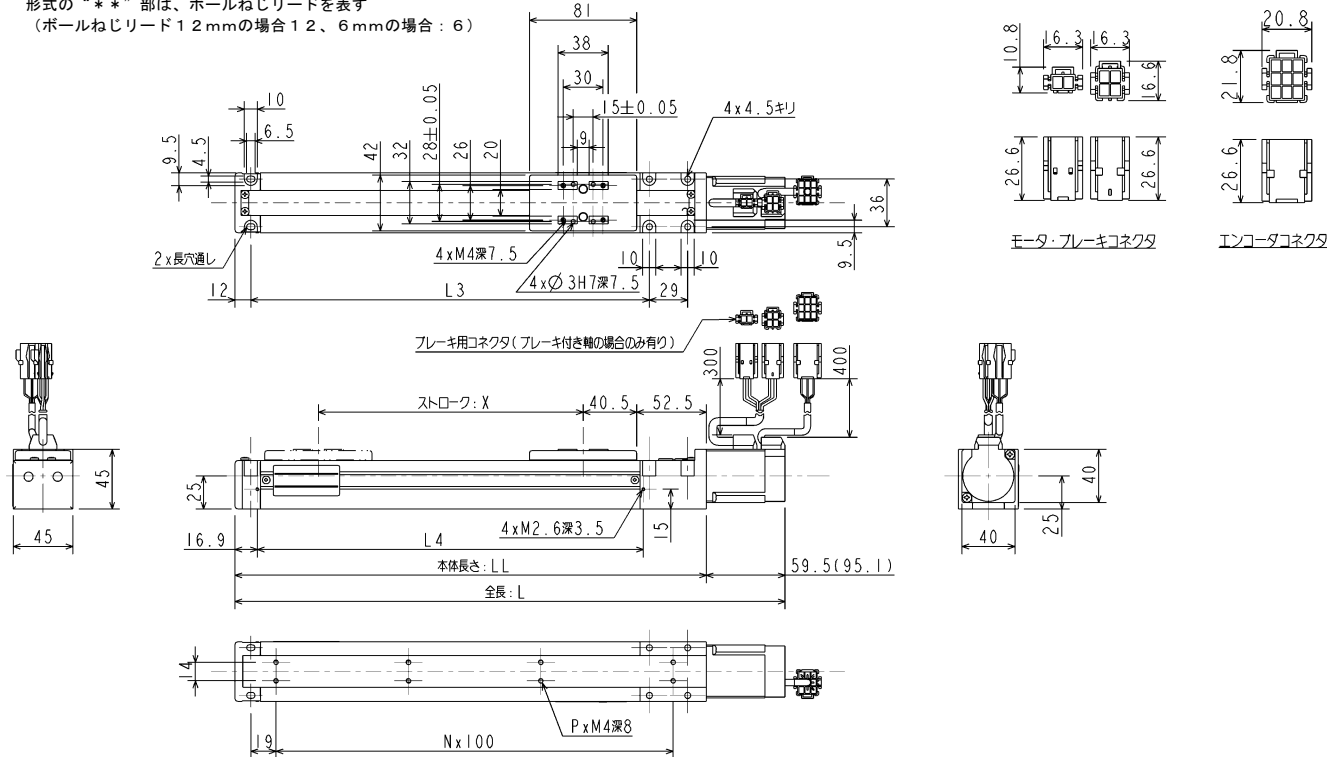 形式の“＊＊”部は、ボールねじリードを表す
（ボールねじリード１２mmの場合１２、６mmの場合：６）
81
38
30
15±0.05
9
10
6.5
9.5
4.5
42
32
28±0.05
26
20
4x4.5キリ
36
9.5
2x長穴通し
4xM4深7.5
4xØ3H7深7.5
10
10
12
L3
29
10.8
16.3
16.3
16.6
20.8
21.8
26.6
26.6
26.6
モータ・ブレーキコネクタ
エンコーダコネクタ
ブレーキ用コネクタ(ブレーキ付き軸の場合のみ有り)
300
400
ストローク:X
40.5
52.5
45
45
25
16.9
L4
4xM2.6深3.5
15
本体長さ:LL
59.5(95.1)
全長:L
40
25
40
14
19
Nx100
PxM4深8